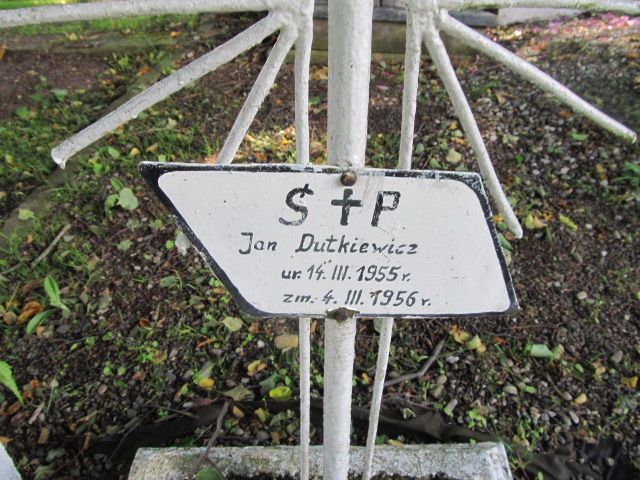 S + P
Jan Dutkiewicz
ur. 14. III. 1955 r.
zm. 4. III. 1956 r.